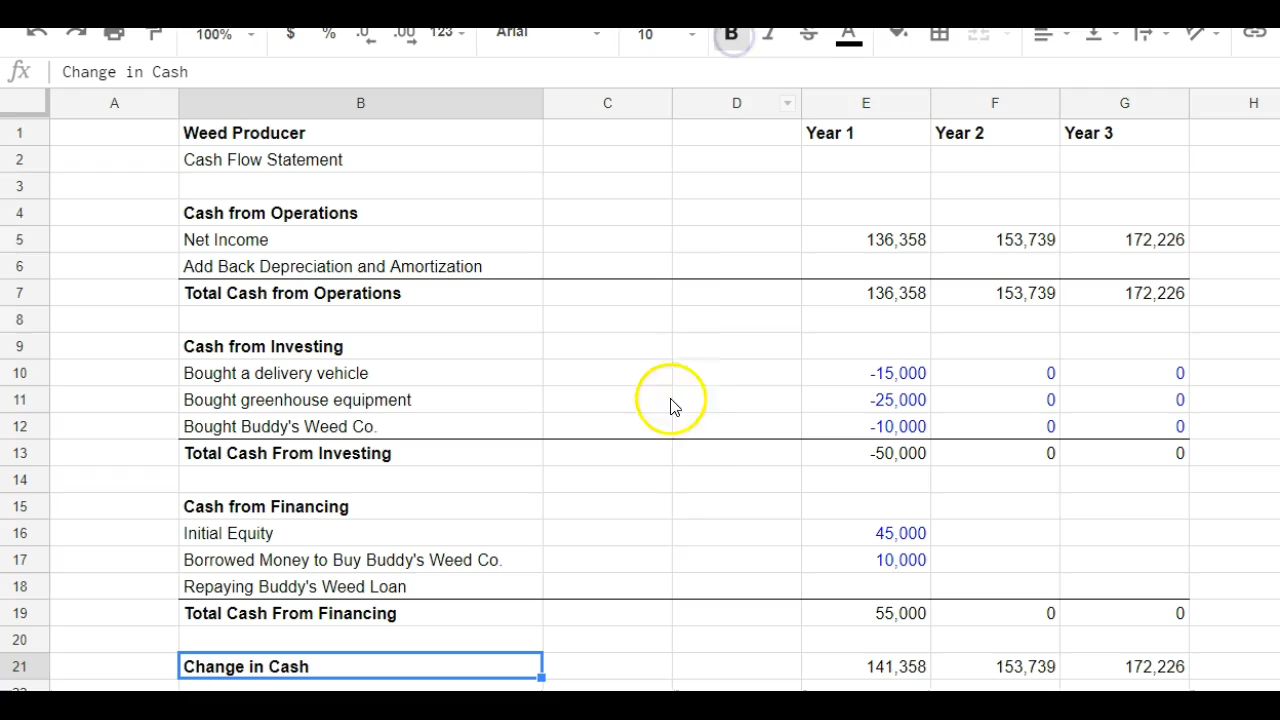 100% $ % .0 .00 123 Arial 10 B I S A
fx Change in Cash
A B C D E F G H
1 Weed Producer Year 1 Year 2 Year 3
2 Cash Flow Statement
3
4 Cash from Operations
5 Net Income 136,358 153,739 172,226
6 Add Back Depreciation and Amortization
7 Total Cash from Operations 136,358 153,739 172,226
8
9 Cash from Investing
10 Bought a delivery vehicle -15,000 0 0
11 Bought greenhouse equipment -25,000 0 0
12 Bought Buddy's Weed Co. -10,000 0 0
13 Total Cash From Investing -50,000 0 0
14
15 Cash from Financing
16 Initial Equity 45,000
17 Borrowed Money to Buy Buddy's Weed Co. 10,000
18 Repaying Buddy's Weed Loan
19 Total Cash From Financing 55,000 0 0
20
21 Change in Cash 141,358 153,739 172,226